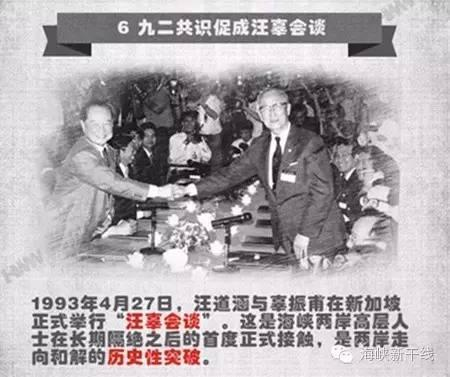 6 九二共识促成汪辜会谈
1993年4月27日，汪道涵与辜振甫在新加坡
正式举行“汪辜会谈”。这是海峡两岸高层人
士在长期隔绝之后的首度正式接触，是两岸走
向和解的历史性突破。
海峡新干线